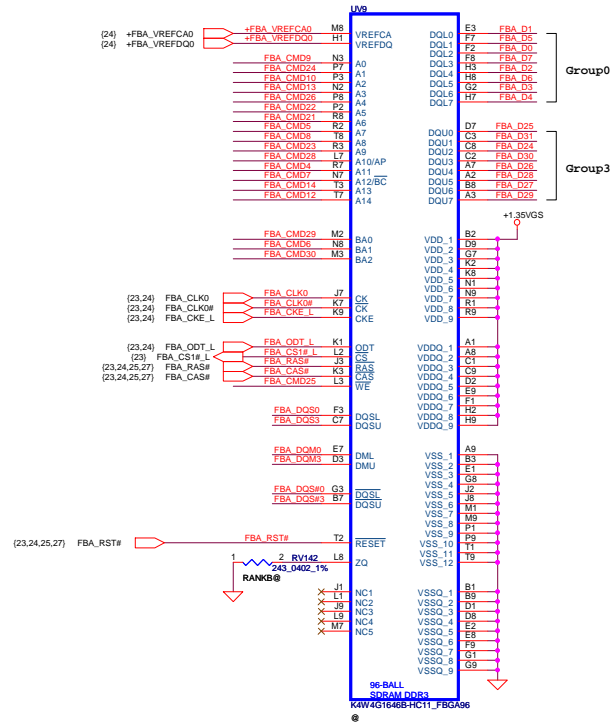 UV9
{24} +FBA_VREFCA0 +FBA_VREFCA0 M8 VREFCA DQL0 E3 FBA_D1
{24} +FBA_VREFDQ0 +FBA_VREFDQ0 H1 VREFDQ DQL1 F7 FBA_D5
DQL2 F2 FBA_D0
FBA_CMD9 N3 A0 DQL3 F8 FBA_D7
FBA_CMD24 P7 A1 DQL4 H3 FBA_D2
FBA_CMD10 P3 A2 DQL5 H8 FBA_D6
FBA_CMD13 N2 A3 DQL6 G2 FBA_D3
FBA_CMD26 P8 A4 DQL7 H7 FBA_D4
Group0
FBA_CMD22 P2 A5
FBA_CMD21 R8 A6
FBA_CMD5 R2 A7 DQU0 D7 FBA_D25
FBA_CMD8 T8 A8 DQU1 C3 FBA_D31
FBA_CMD23 R3 A9 DQU2 C8 FBA_D24
FBA_CMD28 L7 A10/AP DQU3 C2 FBA_D30
FBA_CMD4 R7 A11 DQU4 A7 FBA_D26
FBA_CMD7 N7 A12/BC DQU5 A2 FBA_D28
FBA_CMD14 T3 A13 DQU6 B8 FBA_D27
FBA_CMD12 T7 A14 DQU7 A3 FBA_D29
Group3
+1.35VGS
FBA_CMD29 M2 BA0 VDD_1 B2
FBA_CMD6 N8 BA1 VDD_2 D9
FBA_CMD30 M3 BA2 VDD_3 G7
VDD_4 K2
VDD_5 K8
VDD_6 N1
{23,24} FBA_CLK0 FBA_CLK0 J7 CK VDD_7 N9
{23,24} FBA_CLK0# FBA_CLK0# K7 CK VDD_8 R1
{23,24} FBA_CKE_L FBA_CKE_L K9 CKE VDD_9 R9
{23,24} FBA_ODT_L FBA_ODT_L K1 ODT VDDQ_1 A1
{23} FBA_CS1#_L FBA_CS1#_L L2 CS VDDQ_2 A8
{23,24,25,27} FBA_RAS# FBA_RAS# J3 RAS VDDQ_3 C1
{23,24,25,27} FBA_CAS# FBA_CAS# K3 CAS VDDQ_4 C9
FBA_CMD25 L3 WE VDDQ_5 D2
VDDQ_6 E9
VDDQ_7 F1
FBA_DQS0 F3 DQSL VDDQ_8 H2
FBA_DQS3 C7 DQSU VDDQ_9 H9
FBA_DQM0 E7 DML VSS_1 A9
FBA_DQM3 D3 DMU VSS_2 B3
VSS_3 E1
VSS_4 G8
FBA_DQS#0 G3 DQSL VSS_5 J2
FBA_DQS#3 B7 DQSU VSS_6 J8
VSS_7 M1
VSS_8 M9
VSS_9 P1
{23,24,25,27} FBA_RST# FBA_RST# T2 RESET VSS_10 P9
VSS_11 T1
1 2 RV142 L8 ZQ VSS_12 T9
243_0402_1%
RANKB@
J1 NC1 VSSQ_1 B1
L1 NC2 VSSQ_2 B9
J9 NC3 VSSQ_3 D1
L9 NC4 VSSQ_4 D8
M7 NC5 VSSQ_5 E2
VSSQ_6 E8
VSSQ_7 F9
VSSQ_8 G1
VSSQ_9 G9
96-BALL
SDRAM DDR3
K4W4G1646B-HC11_FBGA96
@